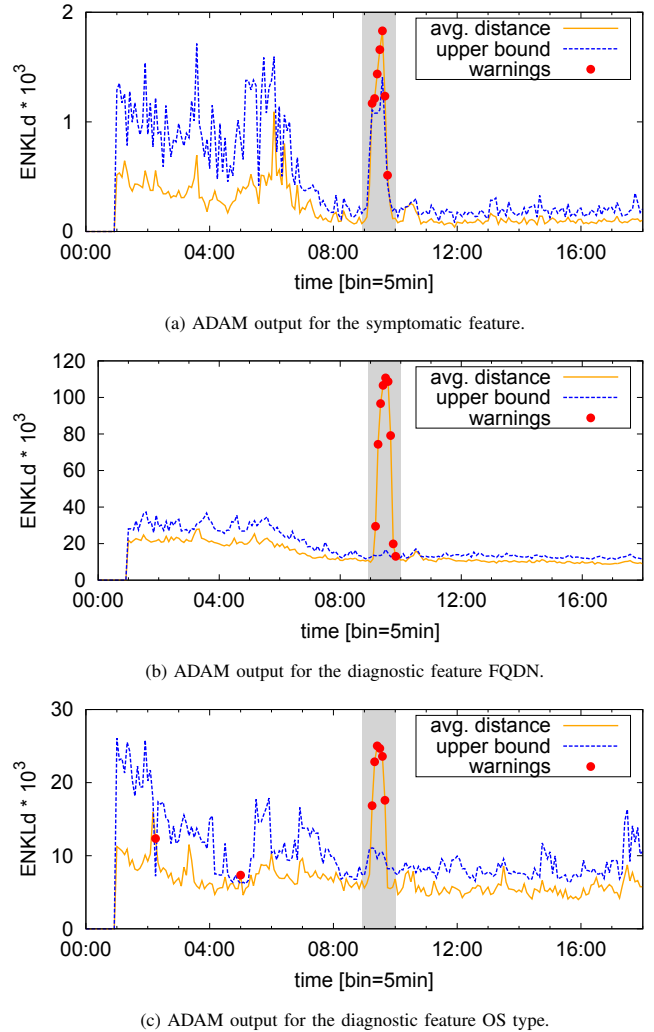 2
1
0
ENKLd * 10^3
avg. distance
upper bound
warnings
00:00 04:00 08:00 12:00 16:00
time [bin=5min]
(a) ADAM output for the symptomatic feature.
120
100
80
60
40
20
0
ENKLd * 10^3
avg. distance
upper bound
warnings
00:00 04:00 08:00 12:00 16:00
time [bin=5min]
(b) ADAM output for the diagnostic feature FQDN.
30
20
10
0
ENKLd * 10^3
avg. distance
upper bound
warnings
00:00 04:00 08:00 12:00 16:00
time [bin=5min]
(c) ADAM output for the diagnostic feature OS type.